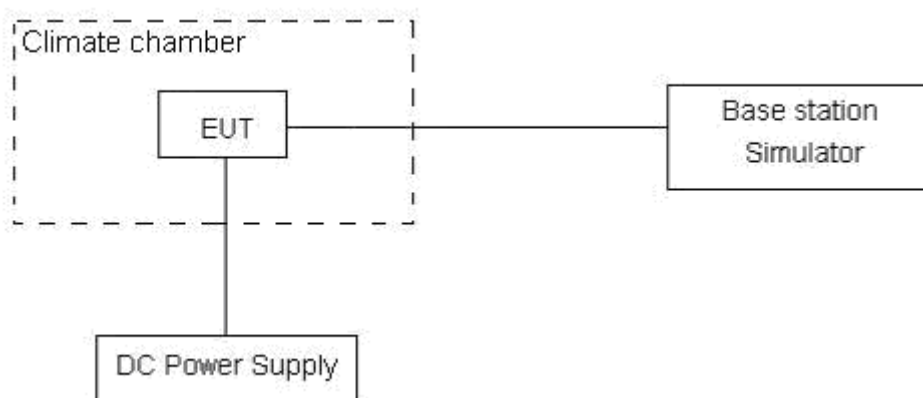 Climate chamber
EUT
Base station
Simulator
DC Power Supply